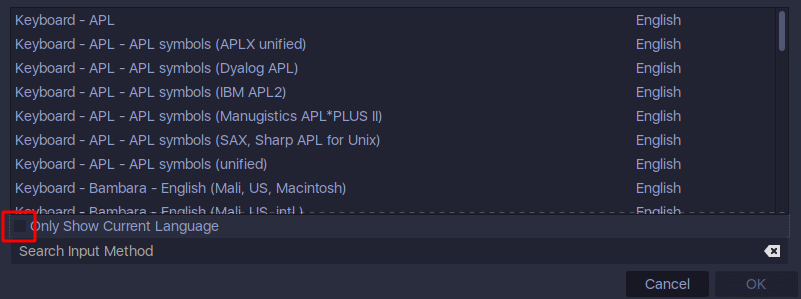 Keyboard - APL English
Keyboard - APL - APL symbols (APLX unified) English
Keyboard - APL - APL symbols (Dyalog APL) English
Keyboard - APL - APL symbols (IBM APL2) English
Keyboard - APL - APL symbols (Manugistics APL*PLUS II) English
Keyboard - APL - APL symbols (SAX, Sharp APL for Unix) English
Keyboard - APL - APL symbols (unified) English
Keyboard - Bambara - English (Mali, US, Macintosh) English
Keyboard - Bambara - English (Mali, US, intl.) English
Only Show Current Language
Search Input Method
Cancel OK